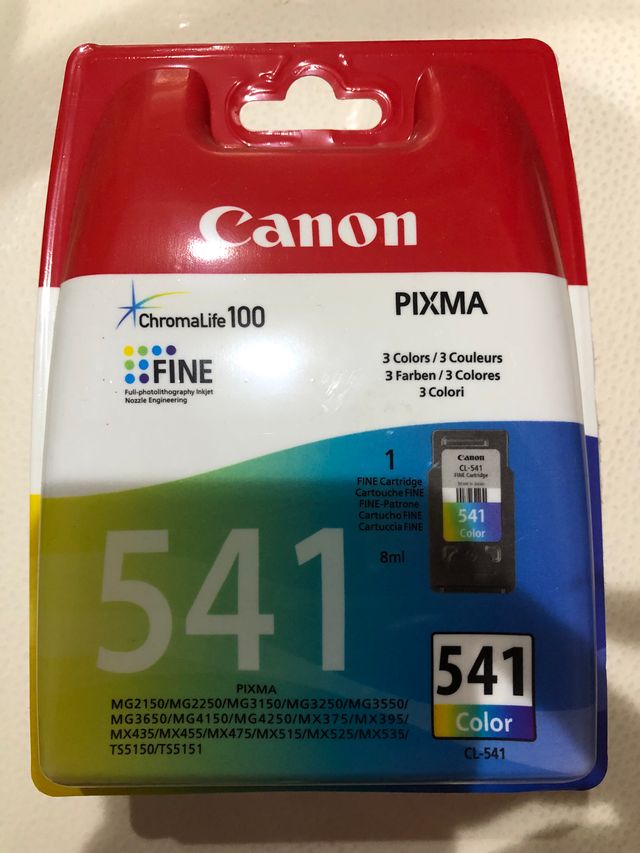 Canon
ChromaLife100
PIXMA
FINE
Full-photolithography Inkjet
Nozzle Engineering
3 Colors / 3 Couleurs
3 Farben / 3 Colores
3 Colori
1
FINE Cartridge
Cartouche FINE
FINE-Patrone
Cartucho FINE
Cartuccia FINE
8ml
Canon
CL-541
FINE Cartridge
541
Color
541
PIXMA
MG2150/MG2250/MG3150/MG3250/MG3550/
MG3650/MG4150/MG4250/MX375/MX395/
MX435/MX455/MX475/MX515/MX525/MX535/
TS5150/TS5151
541
Color
CL-541